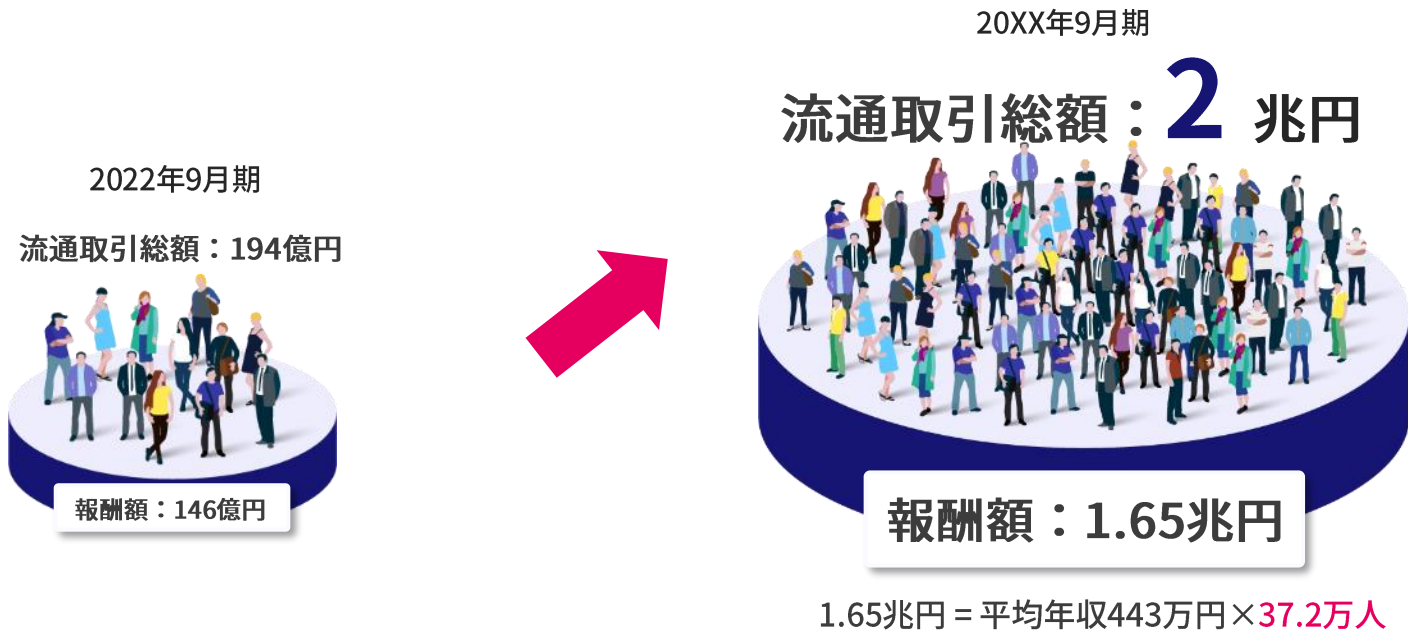 2022年9月期
流通取引総額：194億円
報酬額：146億円
20XX年9月期
流通取引総額：2 兆円
報酬額：1.65兆円
1.65兆円 = 平均年収443万円×37.2万人